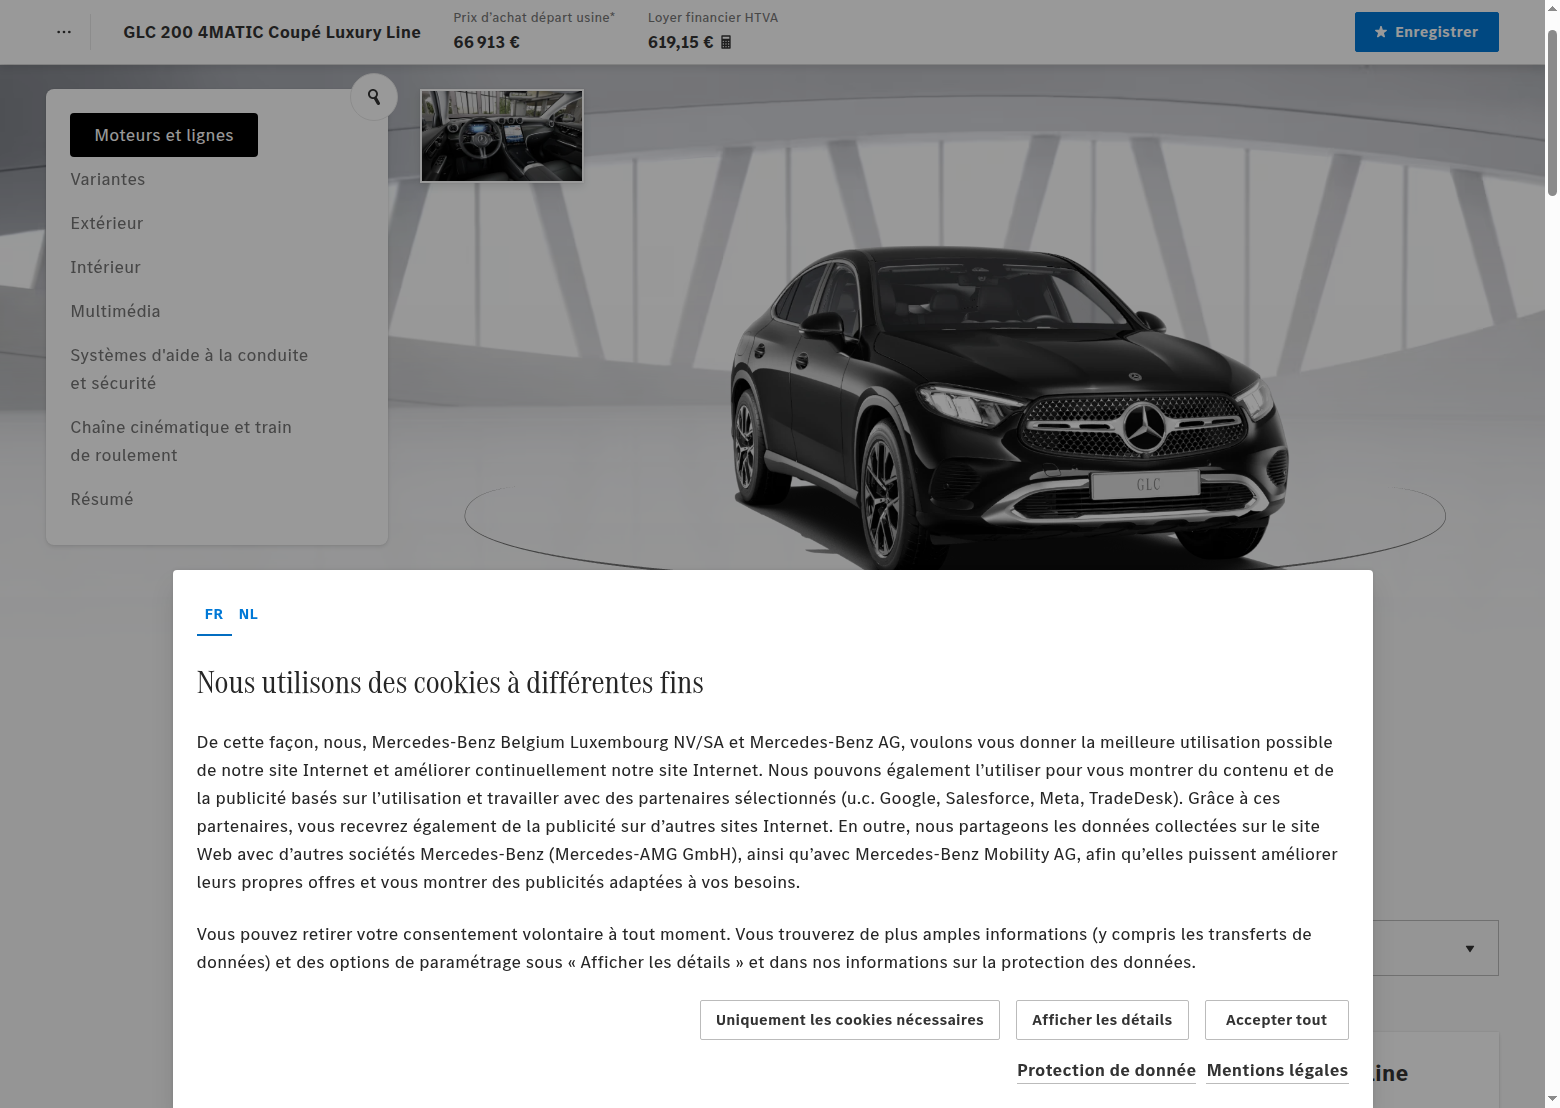 GLC 200 4MATIC Coupé Luxury Line
Prix d'achat départ usine*
66 913 €
Loyer financier HTVA
619,15 €
Enregistrer
Moteurs et lignes
Variantes
Extérieur
Intérieur
Multimédia
Systèmes d'aide à la conduite
et sécurité
Chaîne cinématique et train
de roulement
Résumé
GLC
FR NL
Nous utilisons des cookies à différentes fins
De cette façon, nous, Mercedes-Benz Belgium Luxembourg NV/SA et Mercedes-Benz AG, voulons vous donner la meilleure utilisation possible
de notre site Internet et améliorer continuellement notre site Internet. Nous pouvons également l’utiliser pour vous montrer du contenu et de
la publicité basés sur l’utilisation et travailler avec des partenaires sélectionnés (u.c. Google, Salesforce, Meta, TradeDesk). Grâce à ces
partenaires, vous recevrez également de la publicité sur d’autres sites Internet. En outre, nous partageons les données collectées sur le site
Web avec d’autres sociétés Mercedes-Benz (Mercedes-AMG GmbH), ainsi qu’avec Mercedes-Benz Mobility AG, afin qu’elles puissent améliorer
leurs propres offres et vous montrer des publicités adaptées à vos besoins.
Vous pouvez retirer votre consentement volontaire à tout moment. Vous trouverez de plus amples informations (y compris les transferts de
données) et des options de paramétrage sous « Afficher les détails » et dans nos informations sur la protection des données.
Uniquement les cookies nécessaires
Afficher les détails
Accepter tout
Protection de donnée
Mentions légales